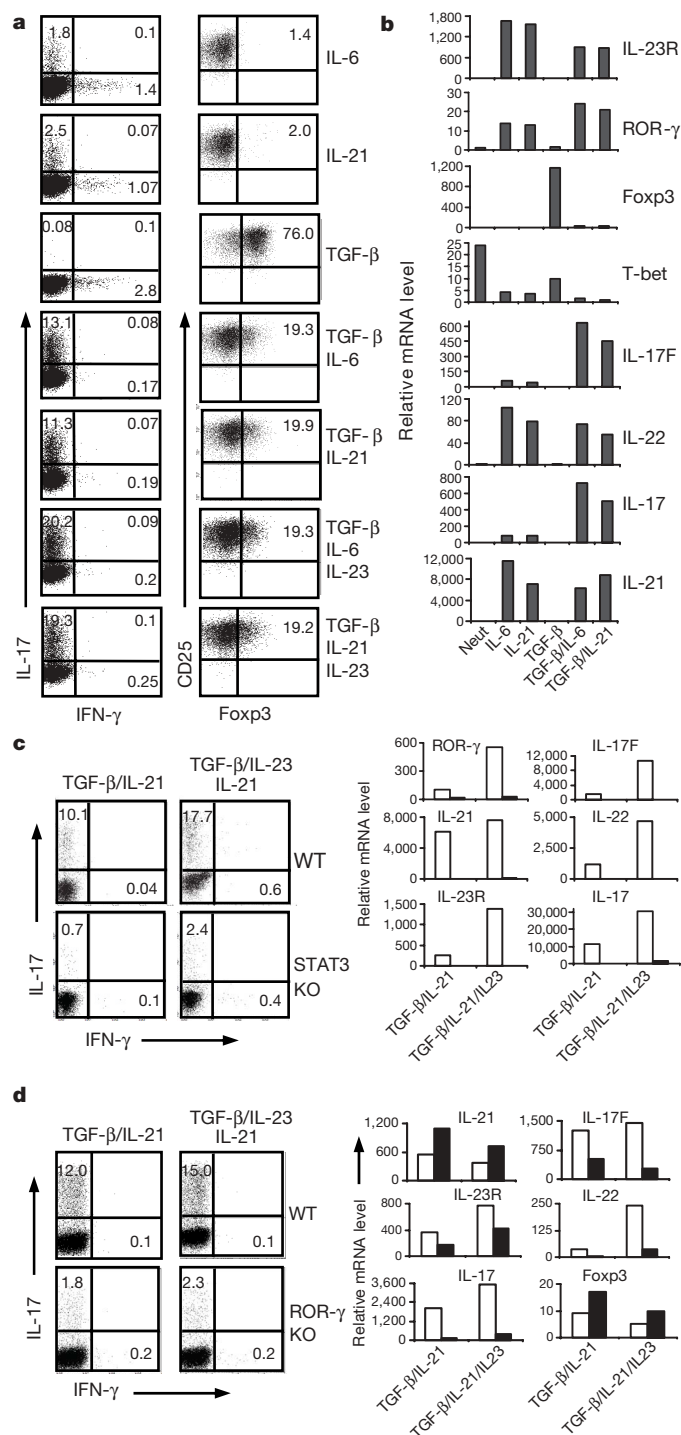 a
1.8 0.1
1.4
1.4
IL-6
2.5 0.07
1.07
2.0
IL-21
0.08 0.1
2.8
76.0
TGF-β
13.1 0.08
0.17
19.3
TGF-β
IL-6
11.3 0.07
0.19
19.9
TGF-β
IL-21
20.2 0.09
0.2
19.3
TGF-β
IL-6
IL-23
19.3 0.1
0.25
19.2
TGF-β
IL-21
IL-23
IL-17
CD25
IFN-γ
Foxp3
b
Relative mRNA level
1,800
1,200
600
0
IL-23R
30
20
10
0
ROR-γ
1,200
800
400
0
Foxp3
25
20
15
10
5
0
T-bet
600
450
300
150
0
IL-17F
120
80
40
0
IL-22
800
600
400
200
0
IL-17
12,000
8,000
4,000
0
IL-21
Neut
IL-6
IL-21
TGF-β
TGF-β/IL-6
TGF-β/IL-21
c
TGF-β/IL-21
TGF-β/IL-23
IL-21
10.1
0.04
17.7
0.6
WT
0.7
0.1
2.4
0.4
STAT3
KO
IL-17
IFN-γ
Relative mRNA level
ROR-γ
600
300
0
IL-17F
12,000
8,000
4,000
0
IL-21
8,000
4,000
0
IL-22
5,000
2,500
0
IL-23R
1,500
1,000
500
0
IL-17
30,000
20,000
10,000
0
TGF-β/IL-21
TGF-β/IL-21/IL23
TGF-β/IL-21
TGF-β/IL-21/IL23
d
TGF-β/IL-21
TGF-β/IL-23
IL-21
12.0
0.1
15.0
0.1
WT
1.8
0.2
2.3
0.2
ROR-γ
KO
IL-17
IFN-γ
Relative mRNA level
IL-21
1,200
600
0
IL-17F
1,500
750
0
IL-23R
800
400
0
IL-22
250
125
0
IL-17
3,600
2,400
1,200
0
Foxp3
20
10
0
TGF-β/IL-21
TGF-β/IL-21/IL23
TGF-β/IL-21
TGF-β/IL-21/IL23